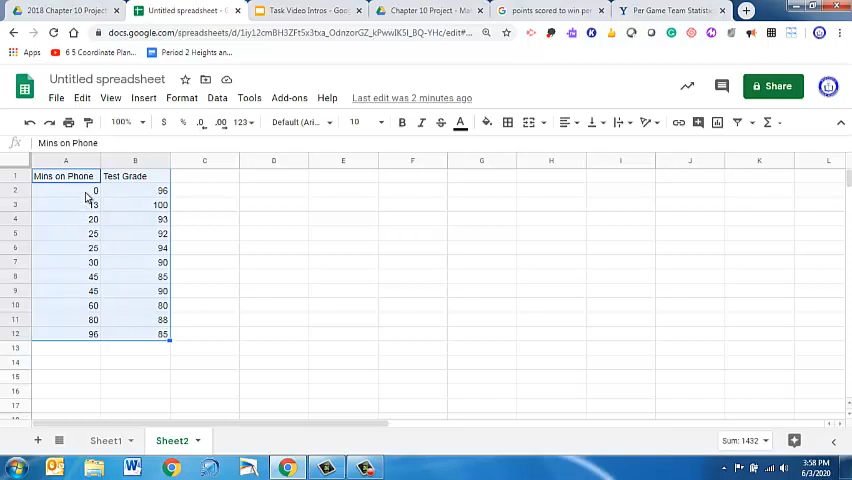 2018 Chapter 10 Project
Untitled spreadsheet - G
Task Video Intros - Goog
Chapter 10 Project - Ma
points scored to win per
Per Game Team Statistic
docs.google.com/spreadsheets/d/1iy12cmBH3ZFt5x3txa_OdnzorGZ_kPwwIK5I_BQ-YHc/edit#...
Apps
6 5 Coordinate Plan...
Period 2 Heights an...
Untitled spreadsheet
File Edit View Insert Format Data Tools Add-ons Help Last edit was 2 minutes ago
Share
100% $ % .0 .00 123 Default (Ari... 10 B I S A
fx Mins on Phone
A B C D E F G H I J K L
1 Mins on Phone Test Grade
2 0 96
3 13 100
4 20 93
5 25 92
6 25 94
7 30 90
8 45 85
9 45 90
10 60 80
11 80 88
12 96 85
13
14
15
16
17
Sheet1 Sheet2 Sum: 1432
3:58 PM
6/3/2020